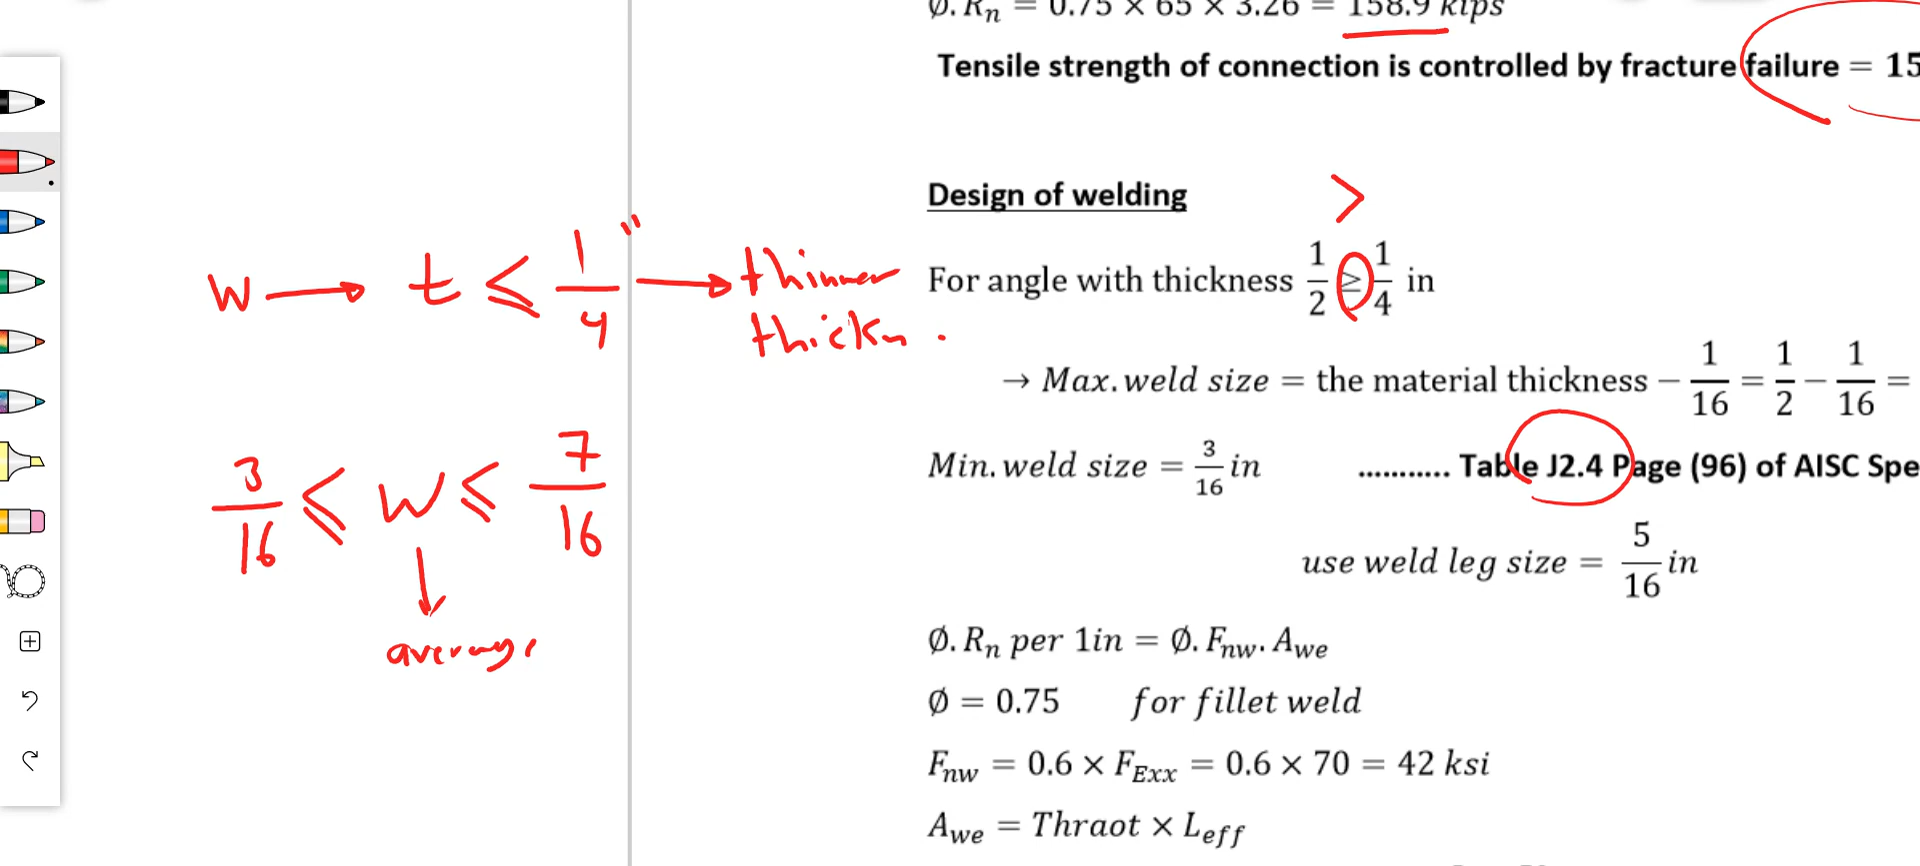 ∅. Rn = 0.75 × 65 × 3.26 = 158.9 kips
Tensile strength of connection is controlled by fracture failure = 15
Design of welding
>
w → t ≤ 1/4" → thinner
thickn.
For angle with thickness 1/2 ≥ 1/4 in
→ Max. weld size = the material thickness − 1/16 = 1/2 − 1/16 =
3/16 ≤ w ≤ 7/16
average
Min. weld size = 3/16 in ........... Table J2.4 Page (96) of AISC Spe
use weld leg size = 5/16 in
∅. Rn per 1in = ∅. Fnw. Awe
∅ = 0.75 for fillet weld
Fnw = 0.6 × FExx = 0.6 × 70 = 42 ksi
Awe = Thraot × Leff